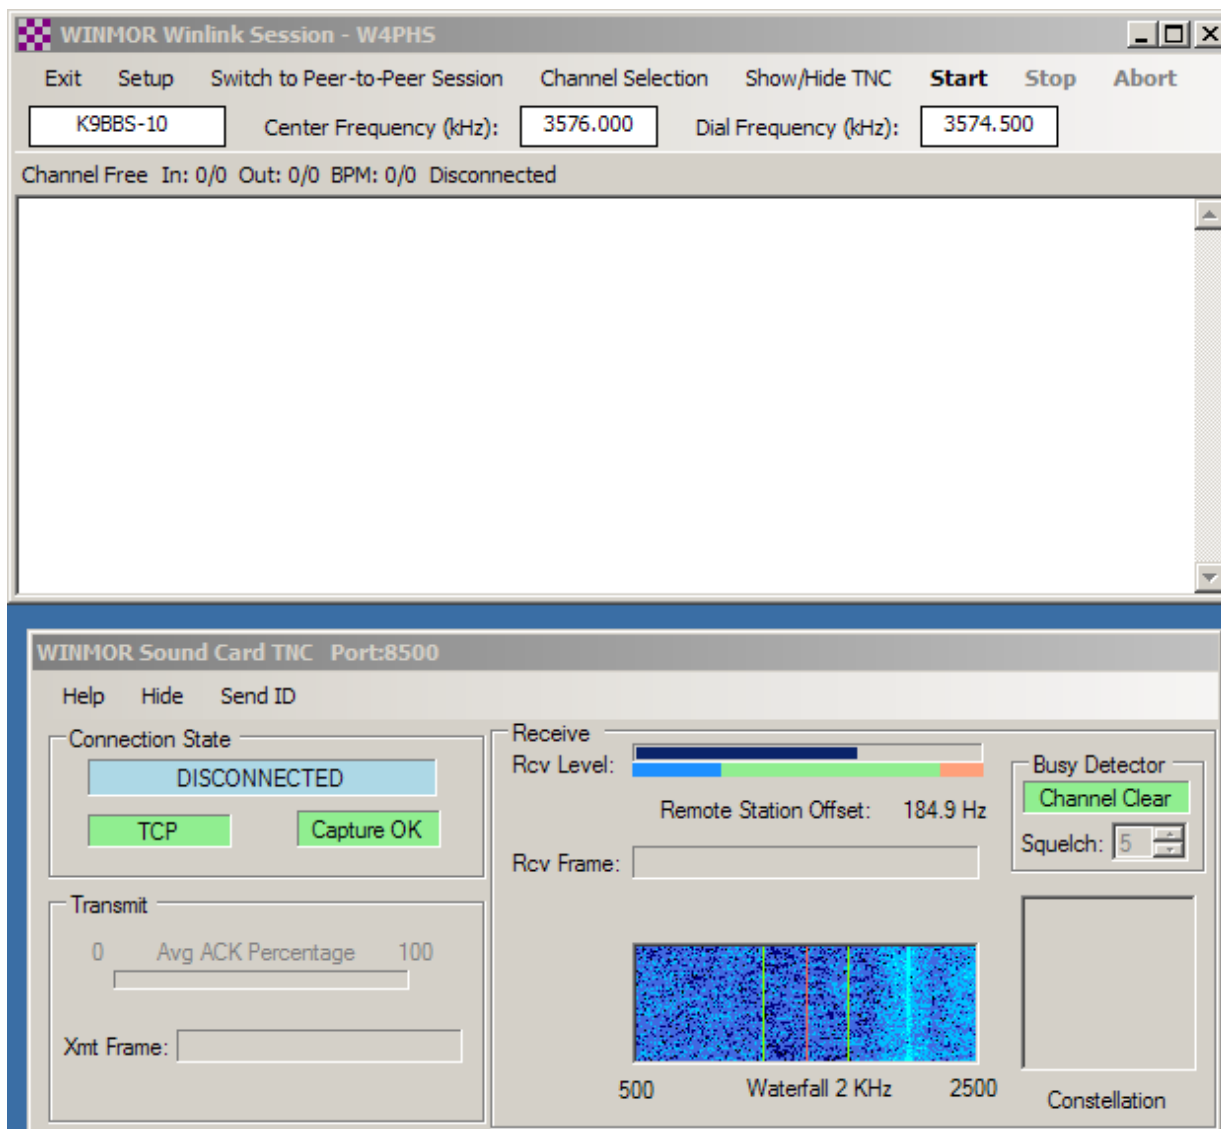 WINMOR Winlink Session - W4PHS
Exit Setup Switch to Peer-to-Peer Session Channel Selection Show/Hide TNC Start Stop Abort
K9BBS-10 Center Frequency (kHz): 3576.000 Dial Frequency (kHz): 3574.500
Channel Free In: 0/0 Out: 0/0 BPM: 0/0 Disconnected
WINMOR Sound Card TNC Port:8500
Help Hide Send ID
Connection State
DISCONNECTED
TCP Capture OK
Transmit
0 Avg ACK Percentage 100
Xmt Frame:
Receive
Rcv Level:
Remote Station Offset: 184.9 Hz
Rcv Frame:
500 Waterfall 2 KHz 2500
Busy Detector
Channel Clear
Squelch: 5
Constellation